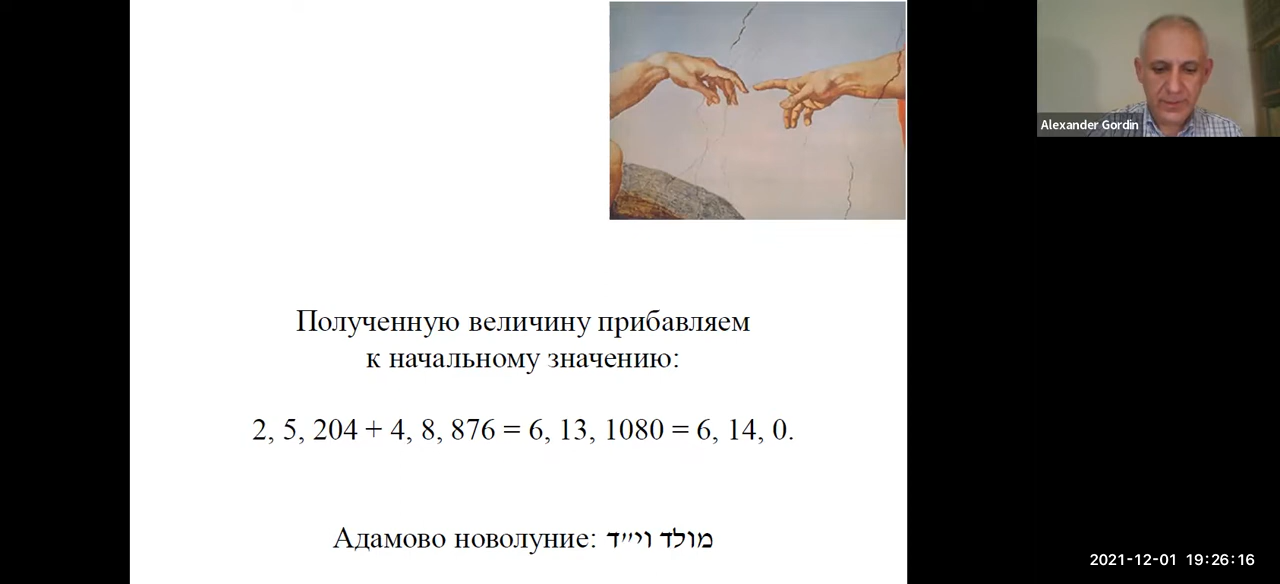 Alexander Gordin
Полученную величину прибавляем
к начальному значению:
2, 5, 204 + 4, 8, 876 = 6, 13, 1080 = 6, 14, 0.
Адамово новолуние: מולד וי״ד
2021-12-01 19:26:16